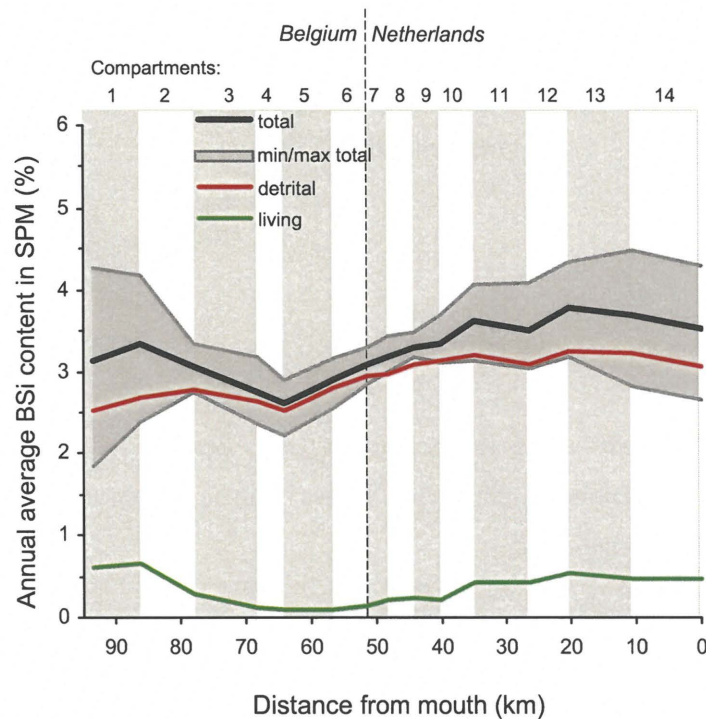 Belgium Netherlands
Compartments:
1 2 3 4 5 6 7 8 9 10 11 12 13 14
total
min/max total
detrital
living
Annual average BSi content in SPM (%)
6
5
4
3
2
1
0
90 80 70 60 50 40 30 20 10 0
Distance from mouth (km)